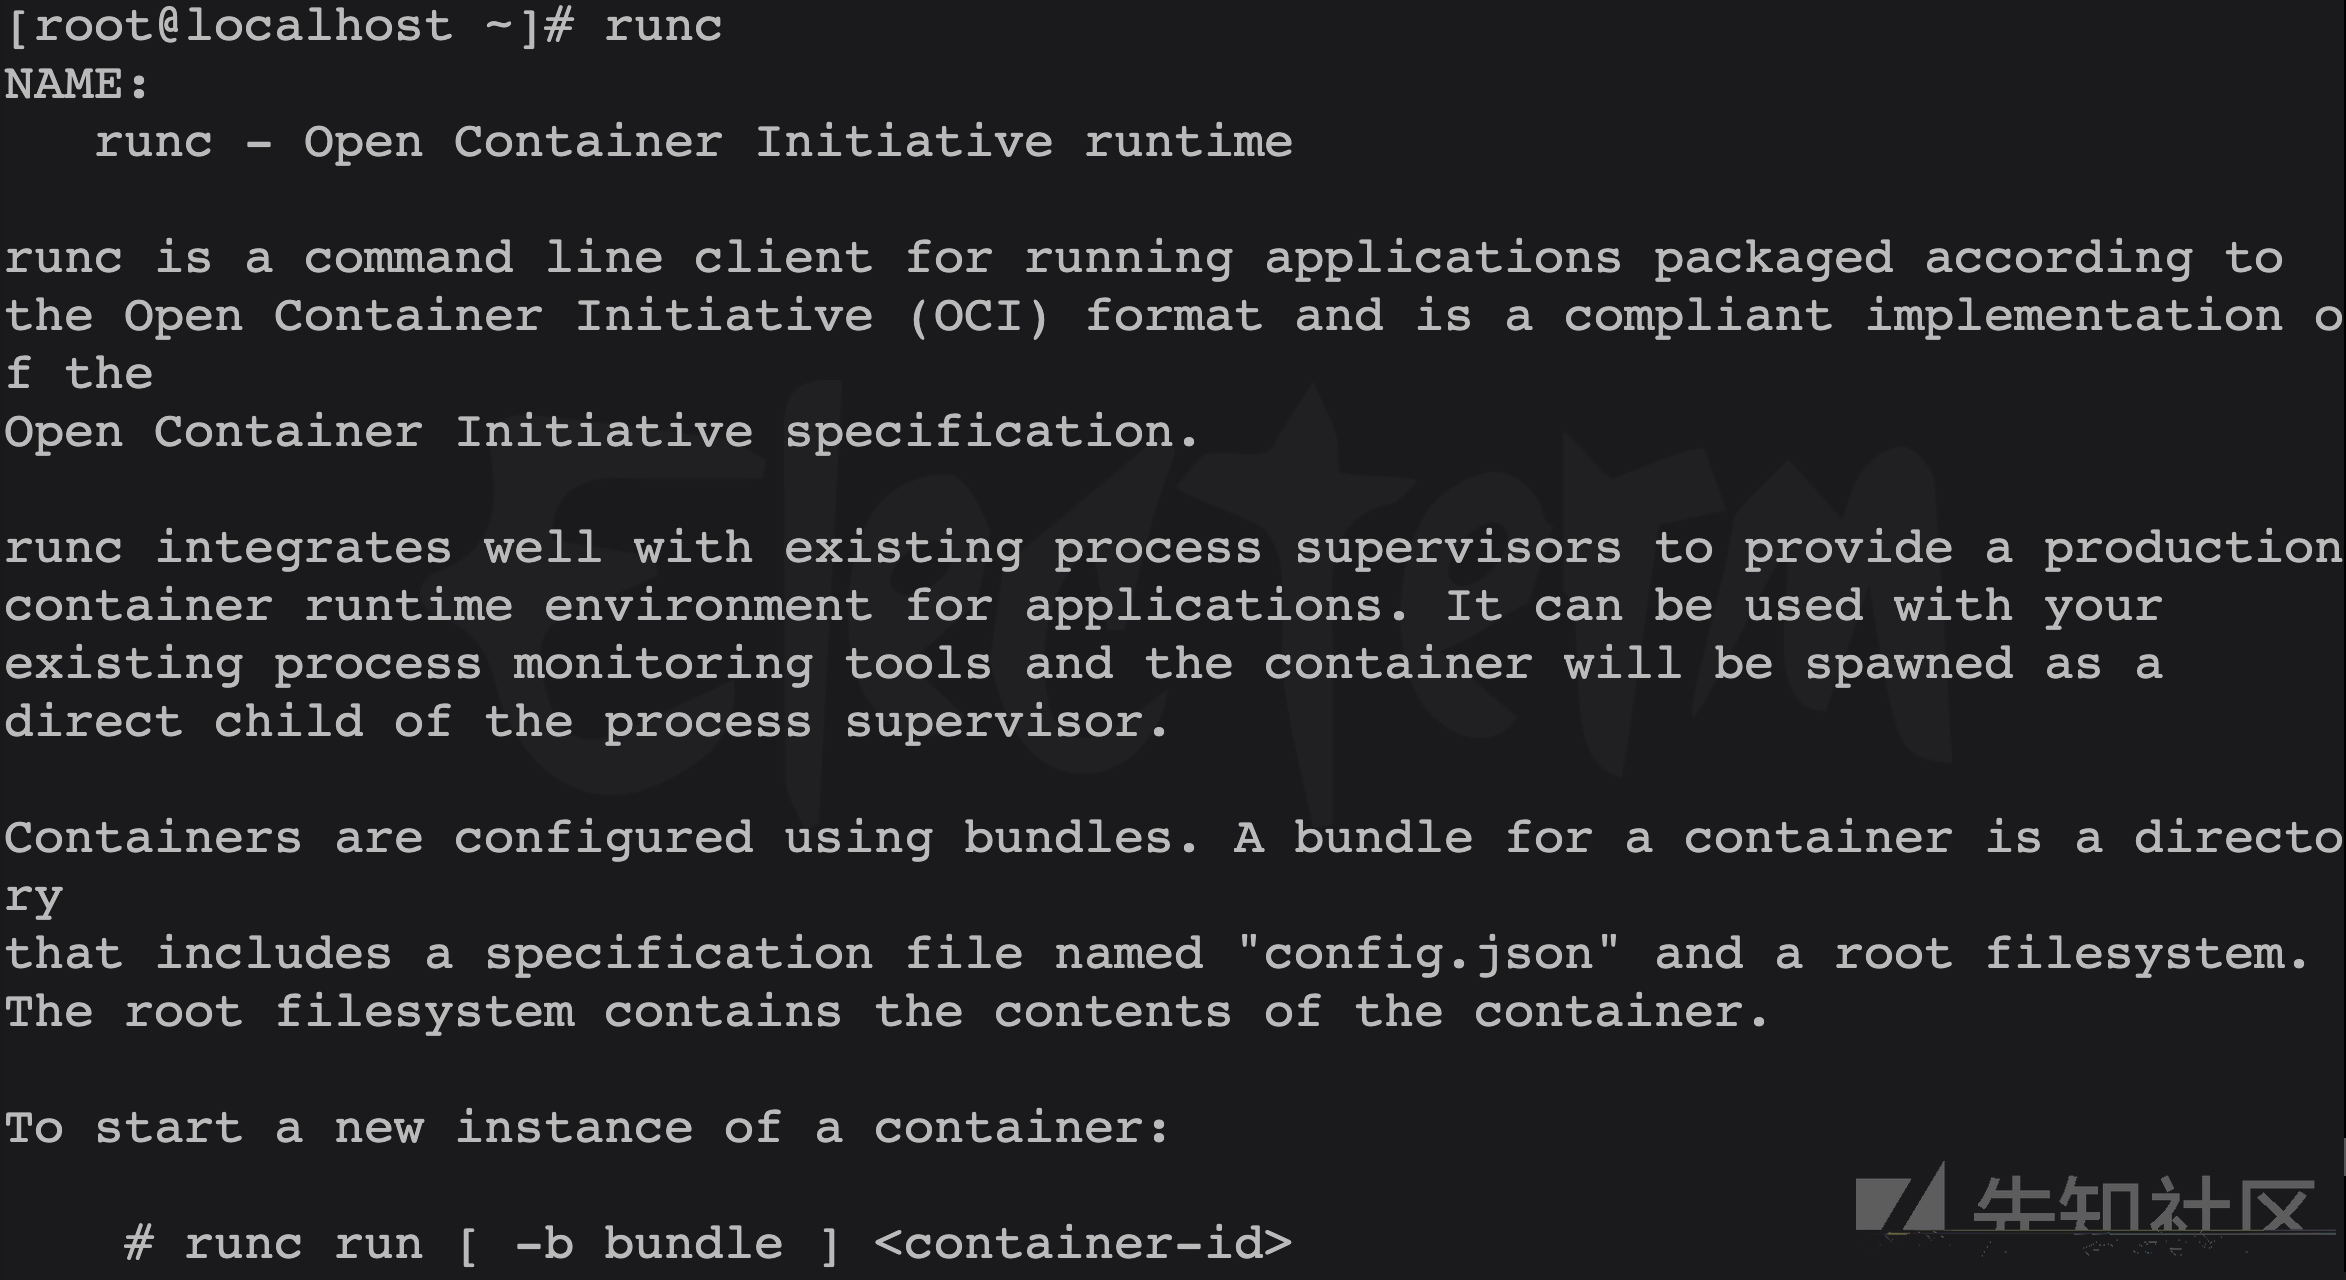 [root@localhost ~]# runc
NAME:
   runc - Open Container Initiative runtime

runc is a command line client for running applications packaged according to
the Open Container Initiative (OCI) format and is a compliant implementation o
f the
Open Container Initiative specification.

runc integrates well with existing process supervisors to provide a production
container runtime environment for applications. It can be used with your
existing process monitoring tools and the container will be spawned as a
direct child of the process supervisor.

Containers are configured using bundles. A bundle for a container is a directo
ry
that includes a specification file named "config.json" and a root filesystem.
The root filesystem contains the contents of the container.

To start a new instance of a container:

    # runc run [ -b bundle ] <container-id>
Electerm
先知社区